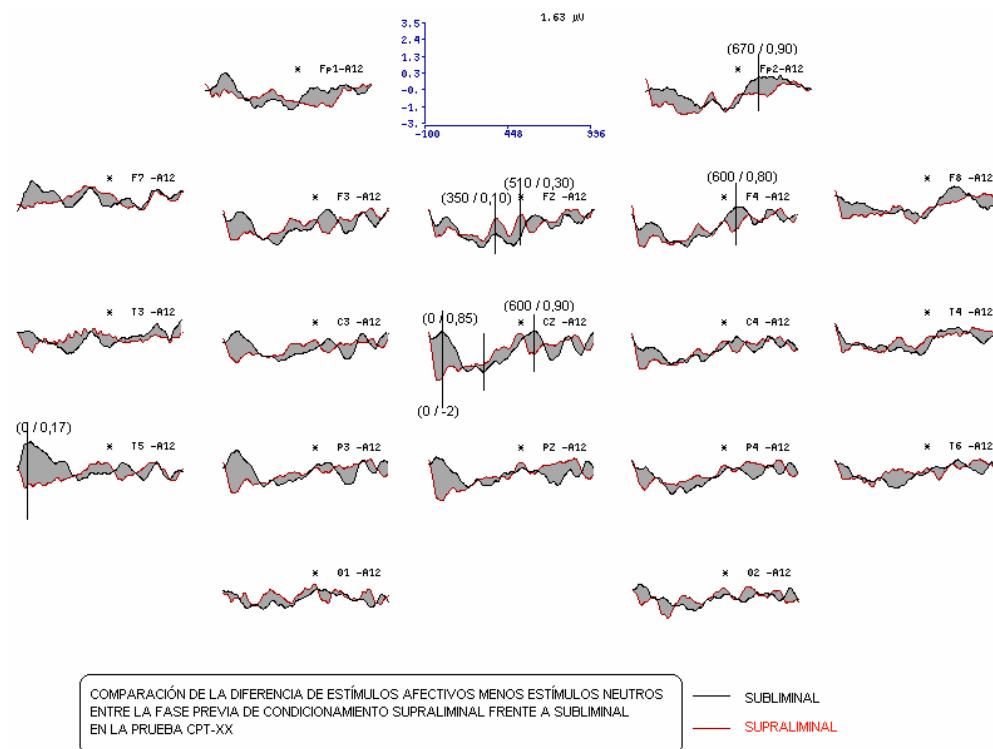 3.5
1.63 µV
2.4
1.3
0.3
-0.
-1.
-3.
-100 448 996
* Fp1-A12
(670 / 0,90)
* Fp2-A12
* F7 -A12
* F3 -A12
(350 / 0,10)
(510 / 0,30)
* FZ -A12
(600 / 0,80)
* F4 -A12
* F8 -A12
* T3 -A12
* C3 -A12
(0 / 0,85)
(600 / 0,90)
* CZ -A12
(0 / -2)
* C4 -A12
* T4 -A12
(0 / 0,17)
* T5 -A12
* P3 -A12
* PZ -A12
* P4 -A12
* T6 -A12
* O1 -A12
* O2 -A12
COMPARACIÓN DE LA DIFERENCIA DE ESTÍMULOS AFECTIVOS MENOS ESTÍMULOS NEUTROS
ENTRE LA FASE PREVIA DE CONDICIONAMIENTO SUPRALIMINAL FRENTE A SUBLIMINAL
EN LA PRUEBA CPT-XX
SUBLIMINAL
SUPRALIMINAL